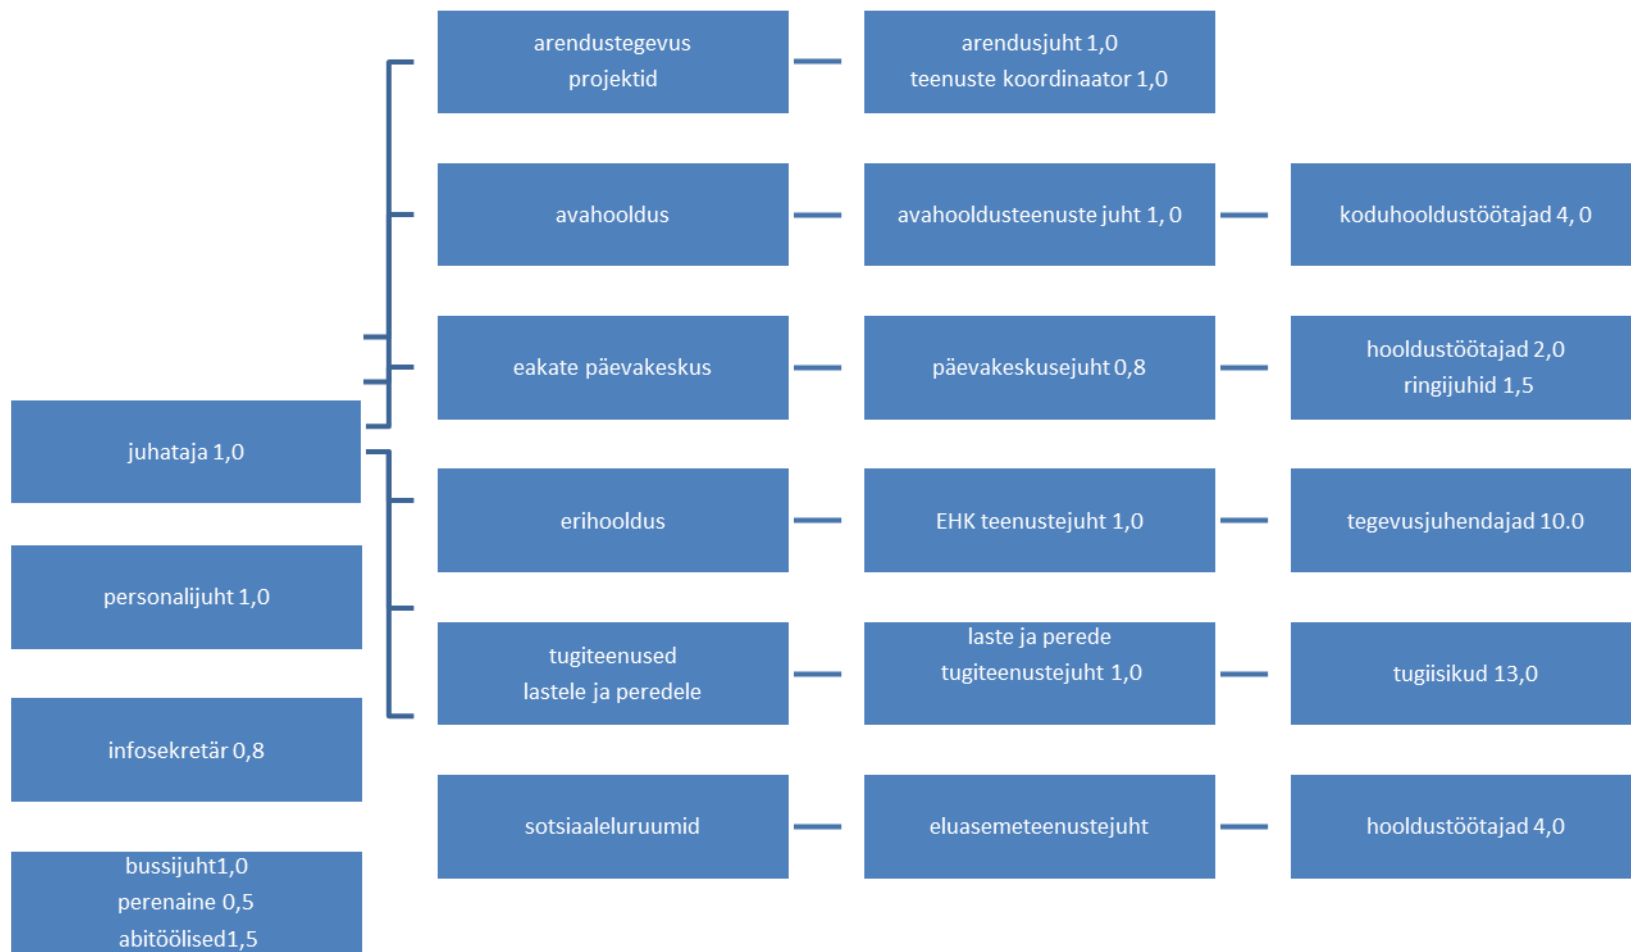 arendustegevus
projektid
arendusjuht 1,0
teenuste koordinaator 1,0
avahooldus
avahooldusteenuste juht 1, 0
koduhooldustöötajad 4, 0
eakate päevakeskus
päevakeskusejuht 0,8
hooldustöötajad 2,0
ringijuhid 1,5
juhataja 1,0
erihooldus
EHK teenustejuht 1,0
tegevusjuhendajad 10.0
personalijuht 1,0
tugiteenused
lastele ja peredele
laste ja perede
tugiteenustejuht 1,0
tugiisikud 13,0
infosekretär 0,8
sotsiaaleluruumid
eluasemeteenustejuht
hooldustöötajad 4,0
bussijuht1,0
perenaine 0,5
abitöölised1,5